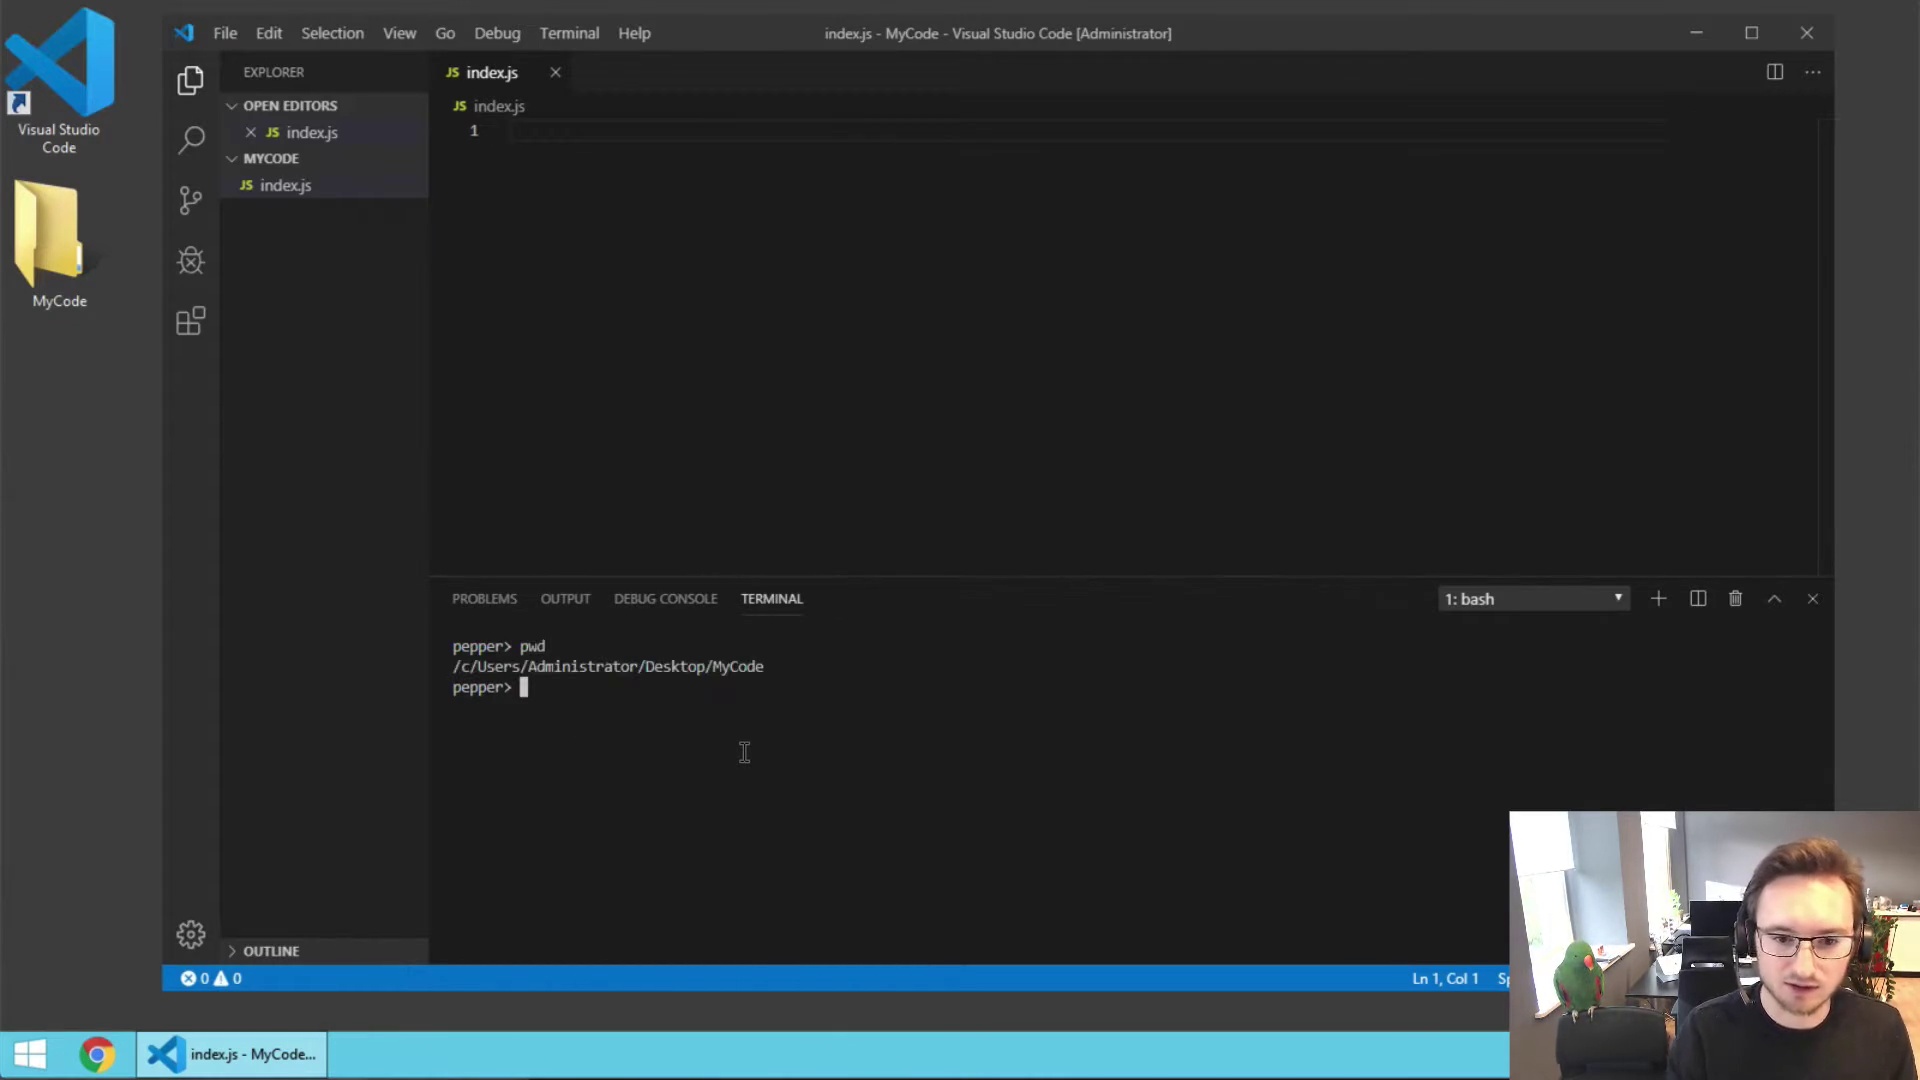 Visual Studio
Code
MyCode
File Edit Selection View Go Debug Terminal Help
index.js - MyCode - Visual Studio Code [Administrator]
EXPLORER
OPEN EDITORS
JS index.js
MYCODE
JS index.js
OUTLINE
JS index.js
JS index.js
1
PROBLEMS OUTPUT DEBUG CONSOLE TERMINAL
1: bash
pepper> pwd
/c/Users/Administrator/Desktop/MyCode
pepper>
0 0
Ln 1, Col 1
index.js - MyCode...